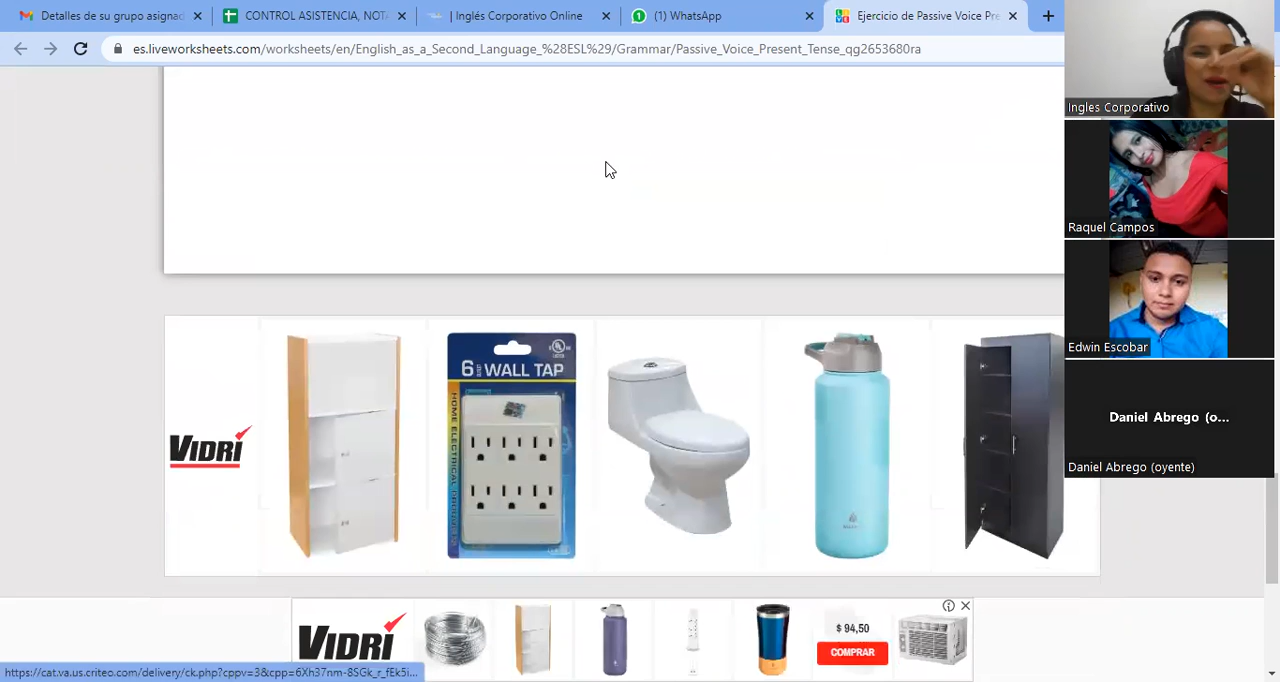 Detalles de su grupo asignad
CONTROL ASISTENCIA, NOTA
| Inglés Corporativo Online
(1) WhatsApp
Ejercicio de Passive Voice Pre
es.liveworksheets.com/worksheets/en/English_as_a_Second_Language_%28ESL%29/Grammar/Passive_Voice_Present_Tense_qg2653680ra
Ingles Corporativo
Raquel Campos
Edwin Escobar
Daniel Abrego (o...
Daniel Abrego (oyente)
VIDRÍ
6 WALL TAP
VIDRÍ
$ 94,50
COMPRAR
https://cat.va.us.criteo.com/delivery/ck.php?cppv=3&cpp=6Xh37nm-8SGk_r_fEk5i...